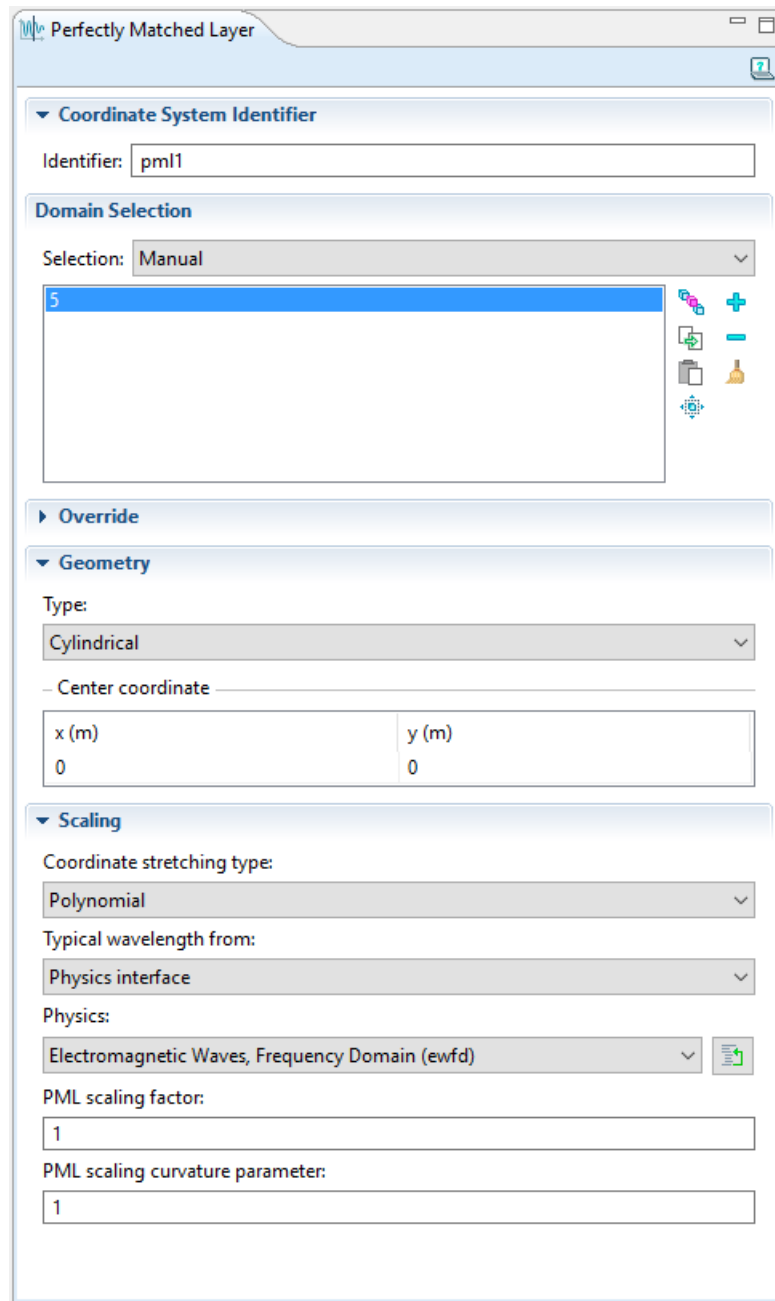 Perfectly Matched Layer
Coordinate System Identifier
Identifier: pml1
Domain Selection
Selection: Manual
5
Override
Geometry
Type:
Cylindrical
Center coordinate
x (m) y (m)
0 0
Scaling
Coordinate stretching type:
Polynomial
Typical wavelength from:
Physics interface
Physics:
Electromagnetic Waves, Frequency Domain (ewfd)
PML scaling factor:
1
PML scaling curvature parameter:
1